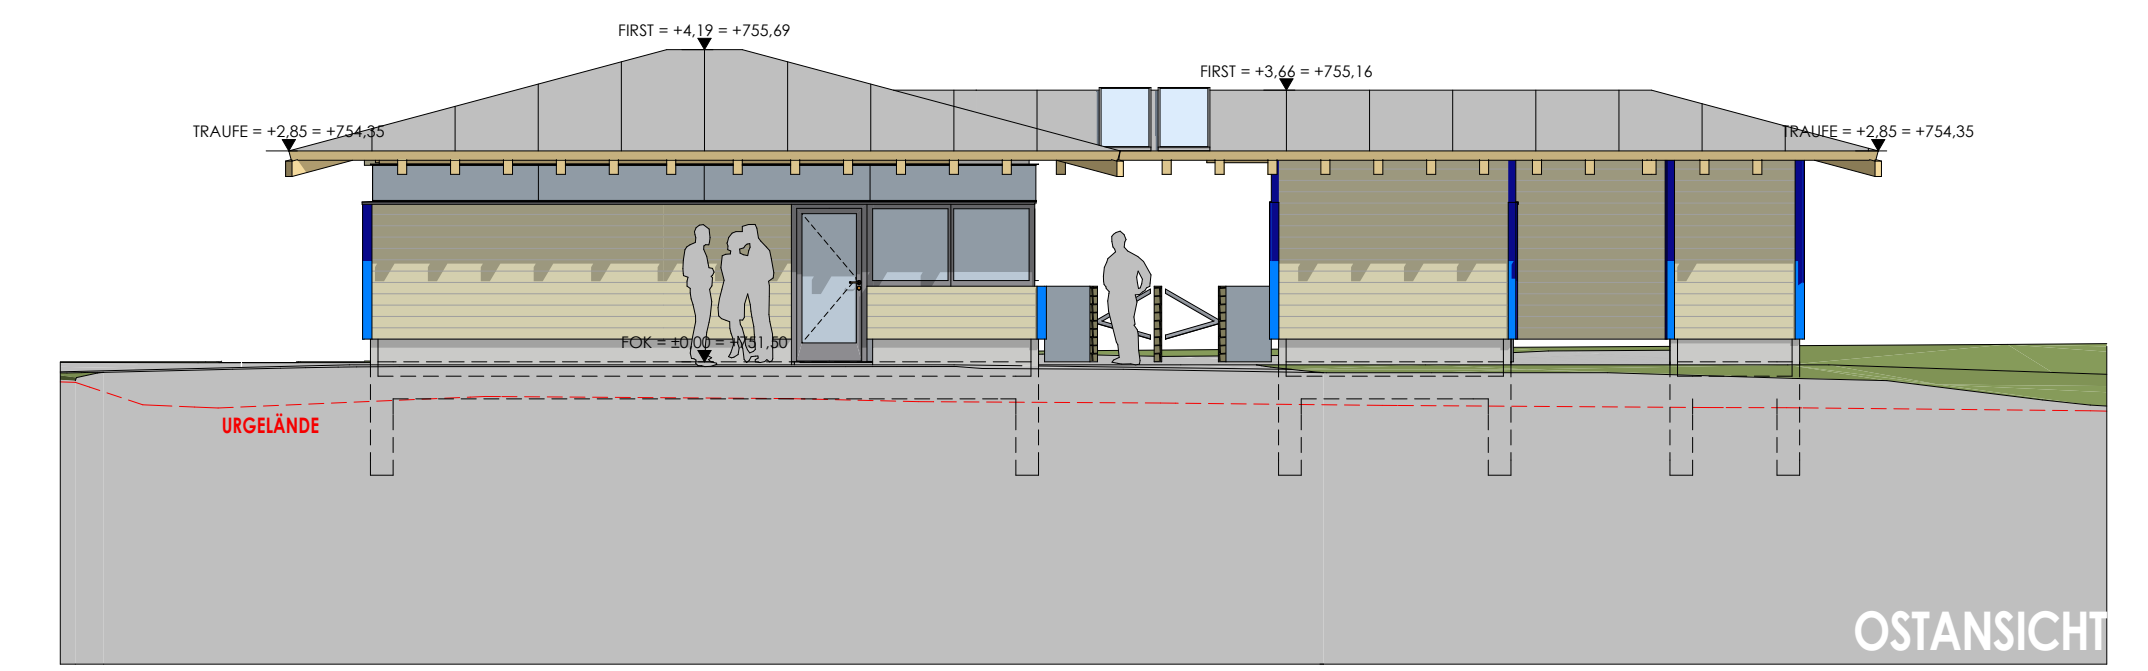 FIRST = +4,19 = +755,69
FIRST = +3,66 = +755,16
TRAUFE = +2,85 = +754,35
TRAUFE = +2,85 = +754,35
FOK = ±0,00 = +751,50
URGELÄNDE
OSTANSICHT